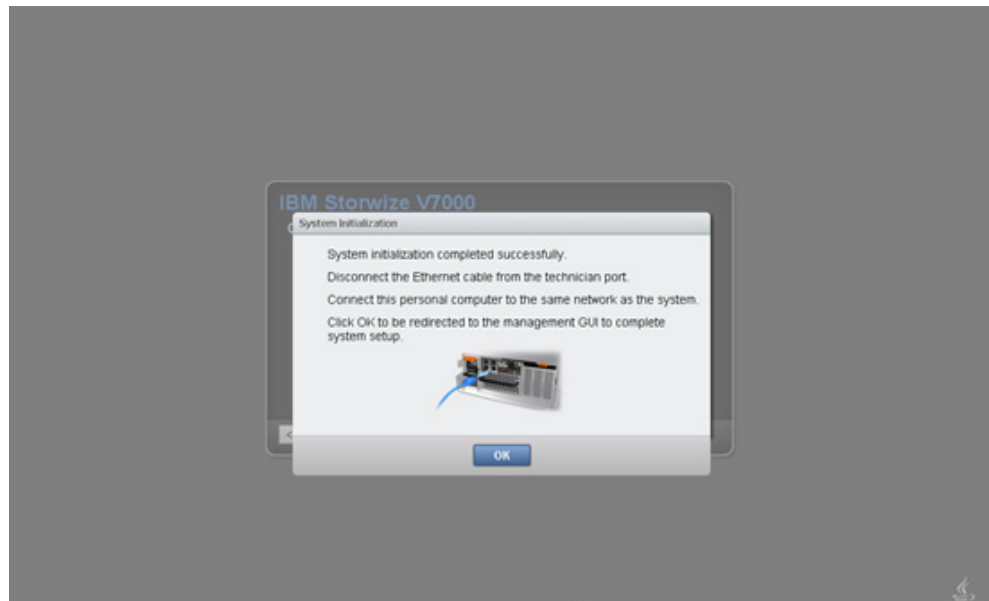 IBM Storwize V7000
System Initialization
System initialization completed successfully.
Disconnect the Ethernet cable from the technician port.
Connect this personal computer to the same network as the system.
Click OK to be redirected to the management GUI to complete
system setup.
<
OK